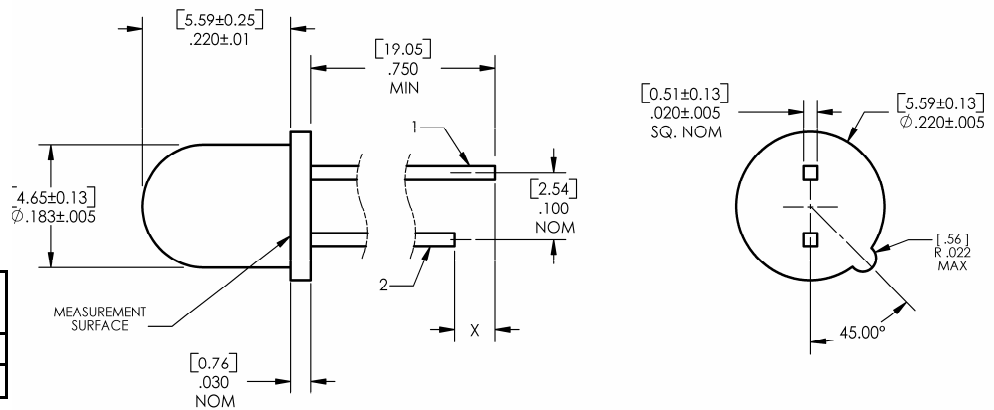 [5.59±0.25]
.220±.01
[19.05]
.750
MIN
1
[2.54]
.100
NOM
4.65±0.13]
Ø.183±.005
2
MEASUREMENT
SURFACE
X
[0.76]
.030
NOM
[0.51±0.13]
.020±.005
SQ. NOM
[5.59±0.13]
Ø.220±.005
[.56]
R .022
MAX
45.00°